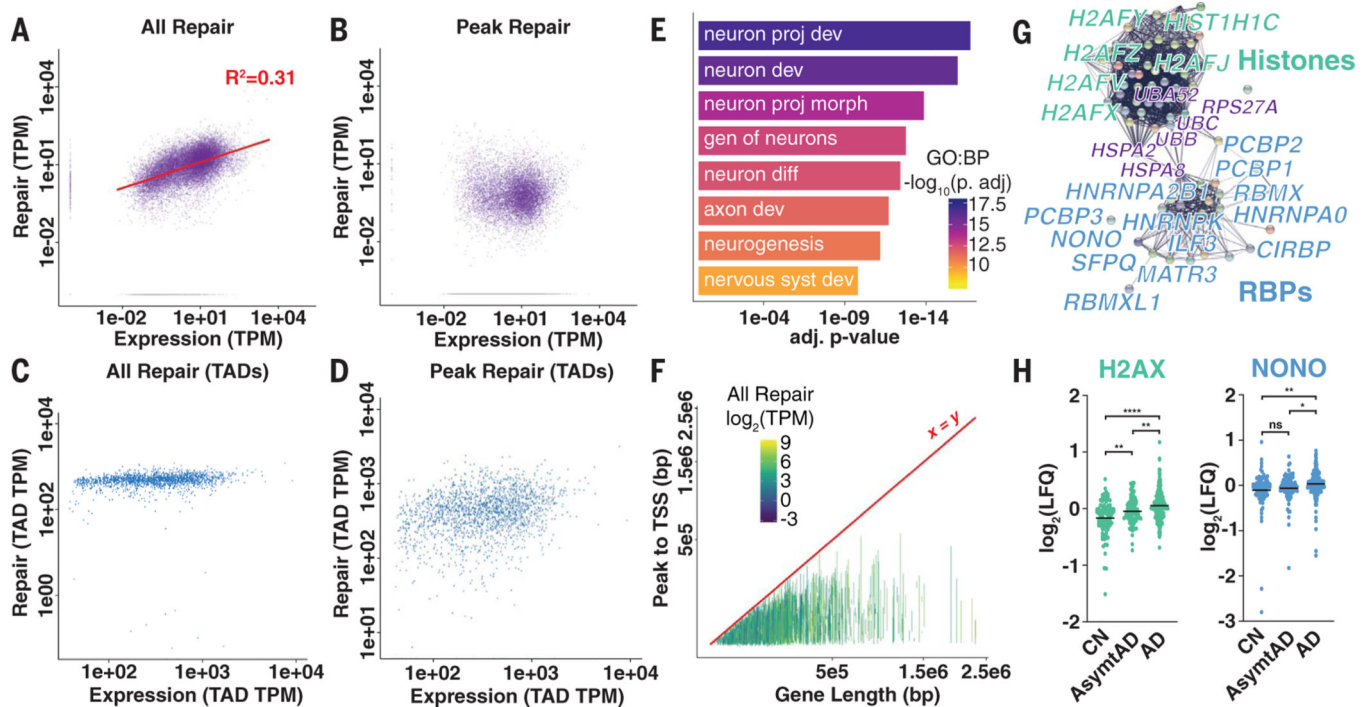 A
All Repair
R²=0.31
Repair (TPM)
1e+04
1e+01
1e-02
1e-02
1e+01
1e+04
Expression (TPM)
B
Peak Repair
Repair (TPM)
1e+04
1e+01
1e-02
1e-02
1e+01
1e+04
Expression (TPM)
C
All Repair (TADs)
Repair (TAD TPM)
1e+04
1e+02
1e+00
1e+02
1e+03
1e+04
Expression (TAD TPM)
D
Peak Repair (TADs)
Repair (TAD TPM)
1e+04
1e+03
1e+02
1e+01
1e+02
1e+03
1e+04
Expression (TAD TPM)
E
neuron proj dev
neuron dev
neuron proj morph
gen of neurons
neuron diff
axon dev
neurogenesis
nervous syst dev
GO:BP
-log10(p. adj)
17.5
15.0
12.5
10
1e-04
1e-09
1e-14
adj. p-value
F
All Repair
log2(TPM)
9
6
3
0
-3
x = y
Peak to TSS (bp)
2.5e6
1.5e6
5e5
5e5
1.5e6
2.5e6
Gene Length (bp)
G
H2AFY
HIST1H1C
H2AFZ
H2AFJ
Histones
H2AFV
UBA52
RPS27A
H2AFX
UBC
UBB
PCBP2
HSPA2
PCBP1
HSPA8
HNRNPA2B1
RBMX
PCBP3
HNRNPK
HNRNPA0
NONO
ILF3
CIRBP
SFPQ
MATR3
RBPs
RBMXL1
H
H2AX
log2(LFQ)
2
1
0
-1
-2
****
**
**
CN
AsymtAD
AD
NONO
log2(LFQ)
2
1
0
-1
-2
-3
**
*
ns
CN
AsymtAD
AD